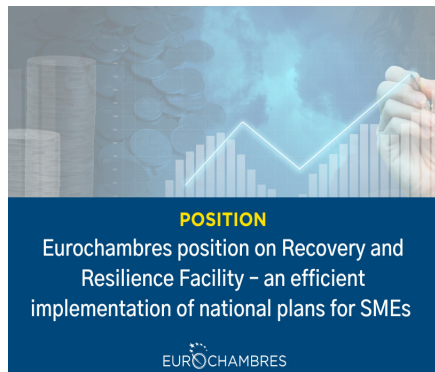 POSITION
Eurochambres position on Recovery and
Resilience Facility – an efficient
implementation of national plans for SMEs
EUROCHAMBRES